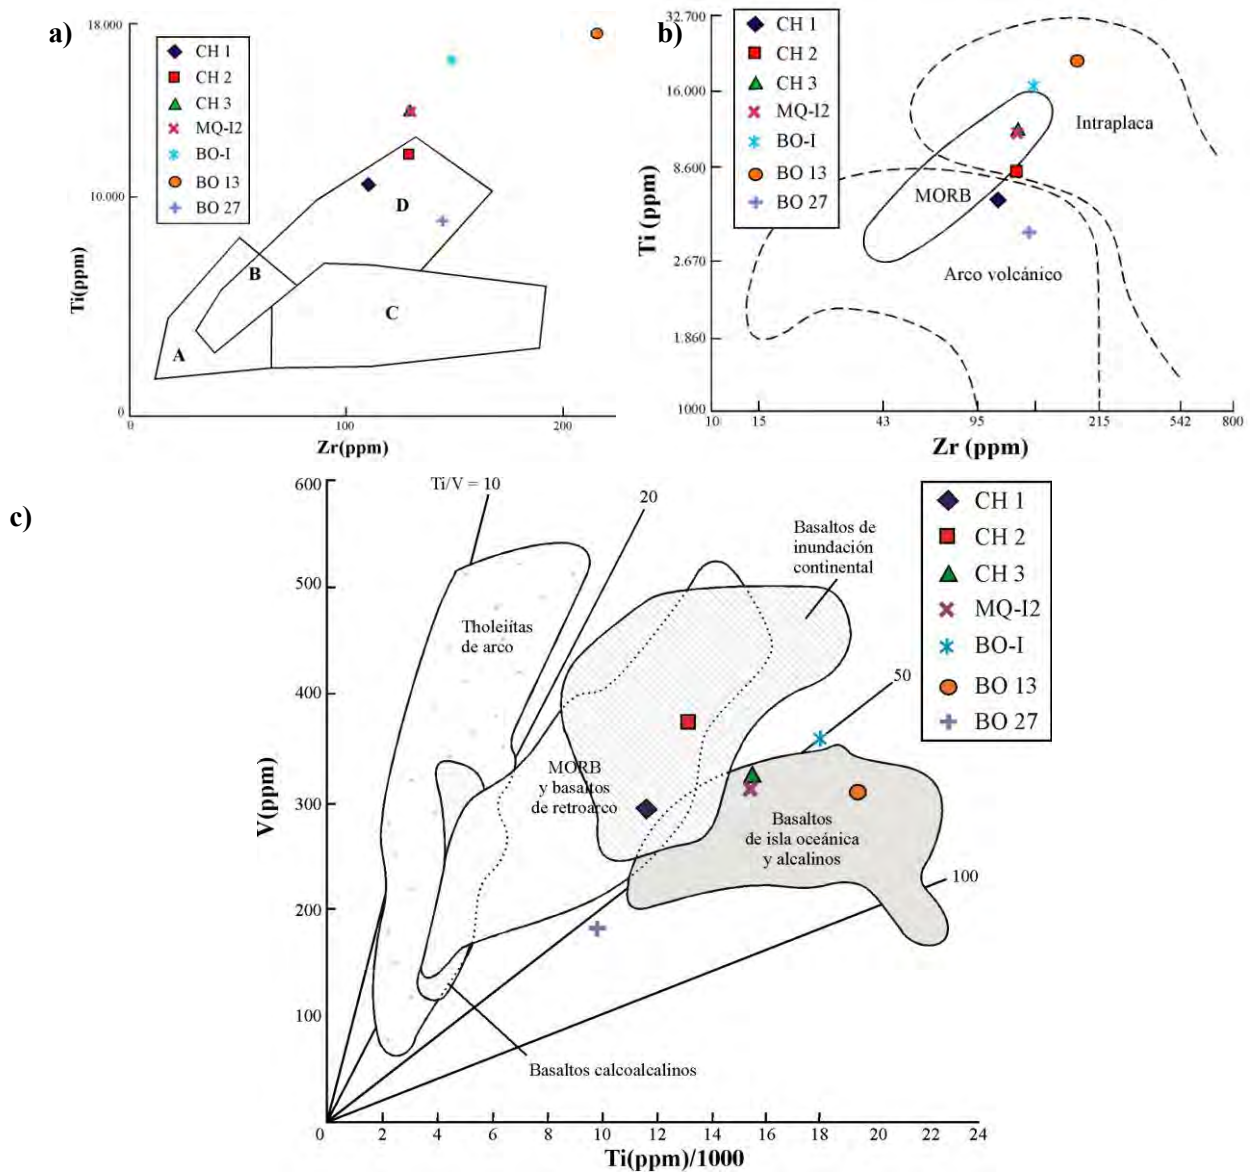 a)
18.000
10.000
0
100
200
Ti(ppm)
Zr(ppm)
CH 1
CH 2
CH 3
MQ-I2
BO-I
BO 13
BO 27
A
B
C
D
b)
32.700
16.000
8.600
2.670
1.860
1000
10
15
43
95
215
542
800
Ti (ppm)
Zr (ppm)
CH 1
CH 2
CH 3
MQ-I2
BO-I
BO 13
BO 27
Intraplaca
MORB
Arco volcánico
c)
600
500
400
300
200
100
0
2
4
6
8
10
12
14
16
18
20
22
24
V(ppm)
Ti(ppm)/1000
Ti/V = 10
20
50
100
Basaltos de
inundación
continental
Tholeiítas
de arco
MORB
y basaltos
de retroarco
Basaltos
de isla oceánica
y alcalinos
Basaltos calcoalcalinos
CH 1
CH 2
CH 3
MQ-I2
BO-I
BO 13
BO 27